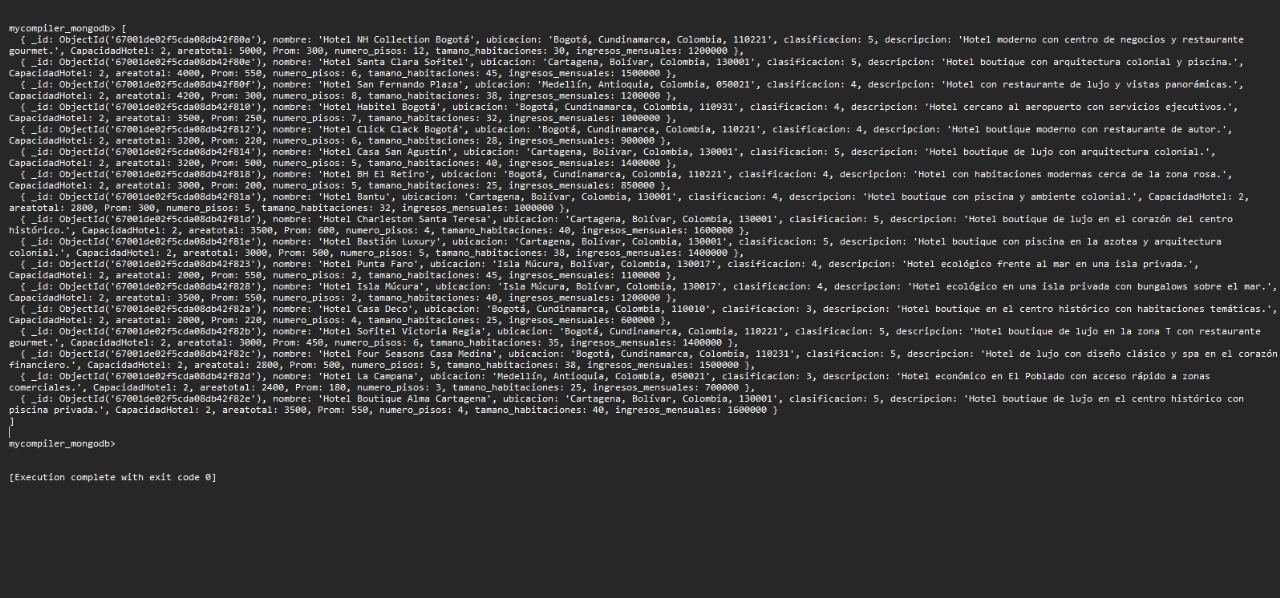 mycompiler_mongodb> [
{ _id: ObjectId('67001de02f5cda08db42f80a'), nombre: 'Hotel NH Collection Bogotá', ubicacion: 'Bogotá, Cundinamarca, Colombia, 110221', clasificacion: 5, descripcion: 'Hotel moderno con centro de negocios y restaurante
gourmet.', CapacidadHotel: 2, areatotal: 5000, Prom: 300, numero_pisos: 12, tamano_habitaciones: 30, ingresos_mensuales: 1200000 },
{ _id: ObjectId('67001de02f5cda08db42f80e'), nombre: 'Hotel Santa Clara Sofitel', ubicacion: 'Cartagena, Bolívar, Colombia, 130001', clasificacion: 5, descripcion: 'Hotel boutique con arquitectura colonial y piscina.',
CapacidadHotel: 2, areatotal: 4000, Prom: 550, numero_pisos: 6, tamano_habitaciones: 45, ingresos_mensuales: 1500000 },
{ _id: ObjectId('67001de02f5cda08db42f80f'), nombre: 'Hotel San Fernando Plaza', ubicacion: 'Medellín, Antioquia, Colombia, 050021', clasificacion: 4, descripcion: 'Hotel con restaurante de lujo y vistas panorámicas.',
CapacidadHotel: 2, areatotal: 4200, Prom: 300, numero_pisos: 8, tamano_habitaciones: 38, ingresos_mensuales: 1200000 },
{ _id: ObjectId('67001de02f5cda08db42f810'), nombre: 'Hotel Habitel Bogotá', ubicacion: 'Bogotá, Cundinamarca, Colombia, 110931', clasificacion: 4, descripcion: 'Hotel cercano al aeropuerto con servicios ejecutivos.',
CapacidadHotel: 2, areatotal: 3500, Prom: 250, numero_pisos: 7, tamano_habitaciones: 32, ingresos_mensuales: 1000000 },
{ _id: ObjectId('67001de02f5cda08db42f812'), nombre: 'Hotel Click Clack Bogotá', ubicacion: 'Bogotá, Cundinamarca, Colombia, 110221', clasificacion: 4, descripcion: 'Hotel boutique moderno con restaurante de autor.',
CapacidadHotel: 2, areatotal: 3200, Prom: 220, numero_pisos: 6, tamano_habitaciones: 28, ingresos_mensuales: 900000 },
{ _id: ObjectId('67001de02f5cda08db42f814'), nombre: 'Hotel Casa San Agustín', ubicacion: 'Cartagena, Bolívar, Colombia, 130001', clasificacion: 5, descripcion: 'Hotel boutique de lujo con arquitectura colonial.',
CapacidadHotel: 2, areatotal: 3200, Prom: 500, numero_pisos: 5, tamano_habitaciones: 40, ingresos_mensuales: 1400000 },
{ _id: ObjectId('67001de02f5cda08db42f818'), nombre: 'Hotel BH El Retiro', ubicacion: 'Bogotá, Cundinamarca, Colombia, 110221', clasificacion: 4, descripcion: 'Hotel con habitaciones modernas cerca de la zona rosa.',
CapacidadHotel: 2, areatotal: 3000, Prom: 200, numero_pisos: 5, tamano_habitaciones: 25, ingresos_mensuales: 850000 },
{ _id: ObjectId('67001de02f5cda08db42f81a'), nombre: 'Hotel Bantu', ubicacion: 'Cartagena, Bolívar, Colombia, 130001', clasificacion: 4, descripcion: 'Hotel boutique con piscina y ambiente colonial.', CapacidadHotel: 2,
areatotal: 2800, Prom: 300, numero_pisos: 5, tamano_habitaciones: 32, ingresos_mensuales: 1000000 },
{ _id: ObjectId('67001de02f5cda08db42f81d'), nombre: 'Hotel Charleston Santa Teresa', ubicacion: 'Cartagena, Bolívar, Colombia, 130001', clasificacion: 5, descripcion: 'Hotel boutique de lujo en el corazón del centro
histórico.', CapacidadHotel: 2, areatotal: 3500, Prom: 600, numero_pisos: 4, tamano_habitaciones: 40, ingresos_mensuales: 1600000 },
{ _id: ObjectId('67001de02f5cda08db42f81e'), nombre: 'Hotel Bastión Luxury', ubicacion: 'Cartagena, Bolívar, Colombia, 130001', clasificacion: 5, descripcion: 'Hotel boutique con piscina en la azotea y arquitectura
colonial.', CapacidadHotel: 2, areatotal: 3000, Prom: 500, numero_pisos: 5, tamano_habitaciones: 38, ingresos_mensuales: 1400000 },
{ _id: ObjectId('67001de02f5cda08db42f823'), nombre: 'Hotel Punta Faro', ubicacion: 'Isla Múcura, Bolívar, Colombia, 130017', clasificacion: 4, descripcion: 'Hotel ecológico frente al mar en una isla privada.',
CapacidadHotel: 2, areatotal: 2000, Prom: 550, numero_pisos: 2, tamano_habitaciones: 45, ingresos_mensuales: 1100000 },
{ _id: ObjectId('67001de02f5cda08db42f828'), nombre: 'Hotel Isla Múcura', ubicacion: 'Isla Múcura, Bolívar, Colombia, 130017', clasificacion: 4, descripcion: 'Hotel ecológico en una isla privada con bungalows sobre el mar.',
CapacidadHotel: 2, areatotal: 3500, Prom: 550, numero_pisos: 2, tamano_habitaciones: 40, ingresos_mensuales: 1200000 },
{ _id: ObjectId('67001de02f5cda08db42f82a'), nombre: 'Hotel Casa Deco', ubicacion: 'Bogotá, Cundinamarca, Colombia, 110010', clasificacion: 3, descripcion: 'Hotel boutique en el centro histórico con habitaciones temáticas.',
CapacidadHotel: 2, areatotal: 2000, Prom: 220, numero_pisos: 4, tamano_habitaciones: 25, ingresos_mensuales: 600000 },
{ _id: ObjectId('67001de02f5cda08db42f82b'), nombre: 'Hotel Sofitel Victoria Regia', ubicacion: 'Bogotá, Cundinamarca, Colombia, 110221', clasificacion: 5, descripcion: 'Hotel boutique de lujo en la zona T con restaurante
gourmet.', CapacidadHotel: 2, areatotal: 3000, Prom: 450, numero_pisos: 6, tamano_habitaciones: 35, ingresos_mensuales: 1400000 },
{ _id: ObjectId('67001de02f5cda08db42f82c'), nombre: 'Hotel Four Seasons Casa Medina', ubicacion: 'Bogotá, Cundinamarca, Colombia, 110231', clasificacion: 5, descripcion: 'Hotel de lujo con diseño clásico y spa en el corazón
financiero.', CapacidadHotel: 2, areatotal: 2800, Prom: 500, numero_pisos: 5, tamano_habitaciones: 38, ingresos_mensuales: 1500000 },
{ _id: ObjectId('67001de02f5cda08db42f82d'), nombre: 'Hotel La Campana', ubicacion: 'Medellín, Antioquia, Colombia, 050021', clasificacion: 3, descripcion: 'Hotel económico en El Poblado con acceso rápido a zonas
comerciales.', CapacidadHotel: 2, areatotal: 2400, Prom: 180, numero_pisos: 3, tamano_habitaciones: 25, ingresos_mensuales: 700000 },
{ _id: ObjectId('67001de02f5cda08db42f82e'), nombre: 'Hotel Boutique Alma Cartagena', ubicacion: 'Cartagena, Bolívar, Colombia, 130001', clasificacion: 5, descripcion: 'Hotel boutique de lujo en el centro histórico con
piscina privada.', CapacidadHotel: 2, areatotal: 3500, Prom: 550, numero_pisos: 4, tamano_habitaciones: 40, ingresos_mensuales: 1600000 }
]
mycompiler_mongodb>
[Execution complete with exit code 0]